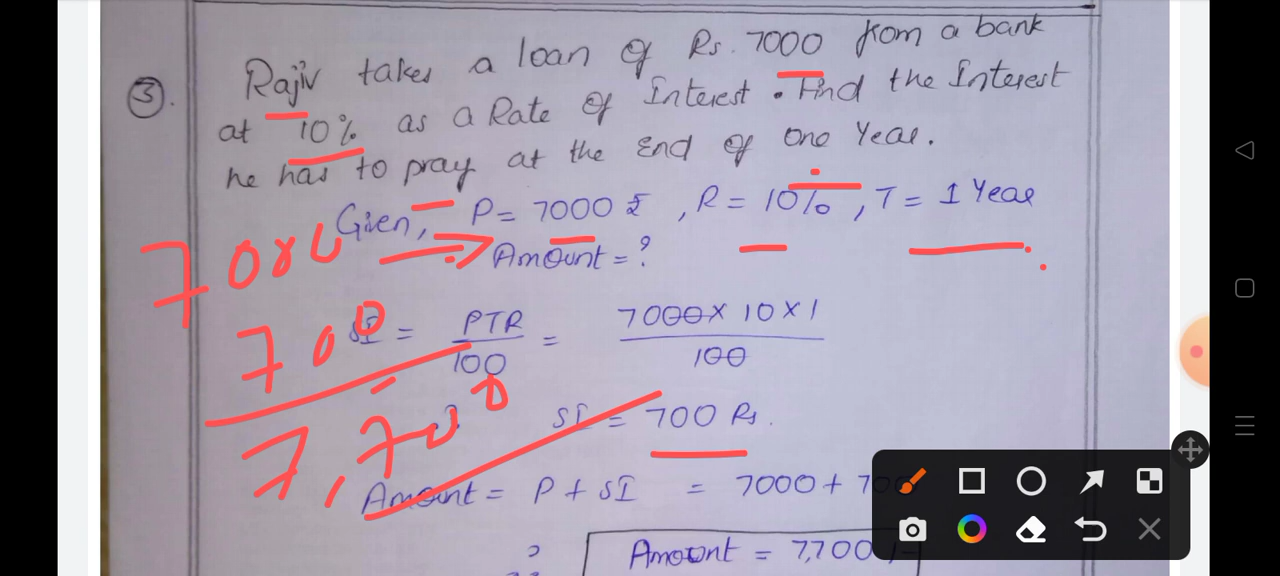 3. Rajiv takes a loan of Rs. 7000 from a bank
at 10% as a Rate of Interest. Find the Interest
he has to pray at the End of One Year.
Given, P = 7000 ₹, R = 10%, T = 1 Year
Amount = ?
70
SI = PTR/100 = 7000 × 10 × 1/100
700
SI = 700 Rs.
7,700
Amount = P + SI = 7000 + 70
Amount = 7,700